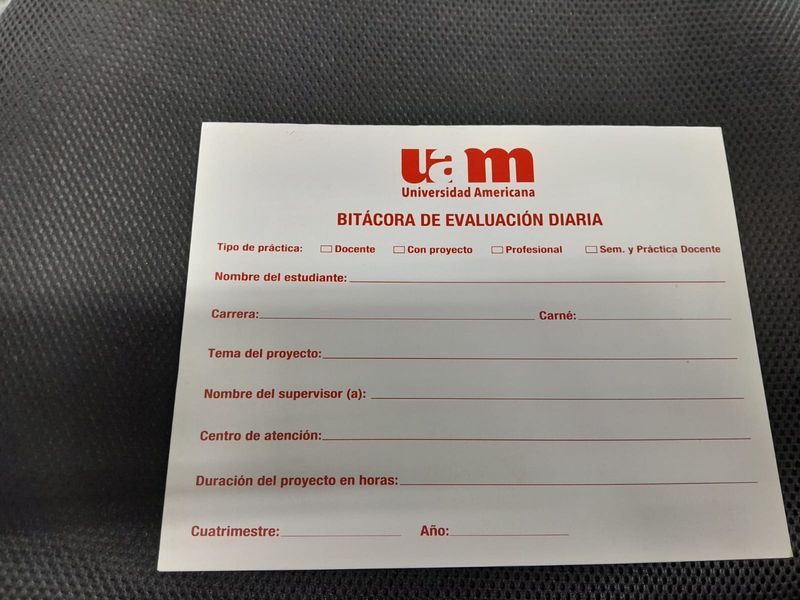 uam
Universidad Americana
BITÁCORA DE EVALUACIÓN DIARIA
Tipo de práctica: Docente Con proyecto Profesional Sem. y Práctica Docente
Nombre del estudiante:
Carrera: Carné:
Tema del proyecto:
Nombre del supervisor (a):
Centro de atención:
Duración del proyecto en horas:
Cuatrimestre: Año: